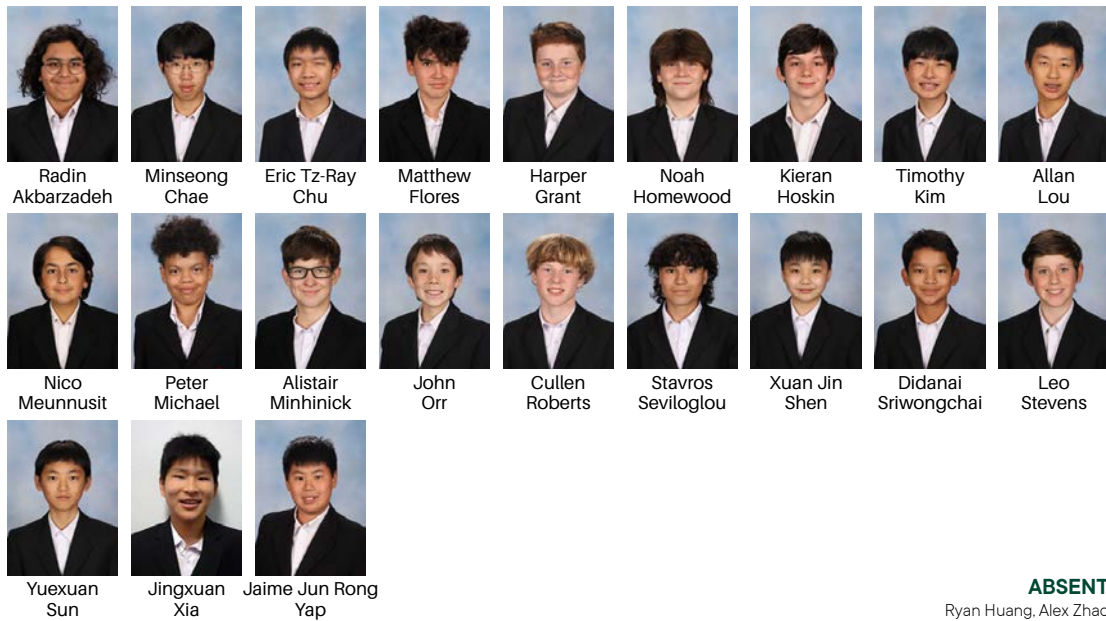 Radin
Akbarzadeh
Minseong
Chae
Eric Tz-Ray
Chu
Matthew
Flores
Harper
Grant
Noah
Homewood
Kieran
Hoskin
Timothy
Kim
Allan
Lou
Nico
Meunnusit
Peter
Michael
Alistair
Minhinick
John
Orr
Cullen
Roberts
Stavros
Seviloglou
Xuan Jin
Shen
Didanai
Sriwongchai
Leo
Stevens
Yuexuan
Sun
Jingxuan
Xia
Jaime Jun Rong
Yap
ABSENT
Ryan Huang, Alex Zhao